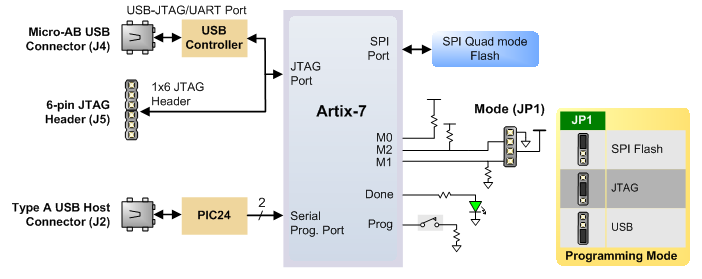 USB-JTAG/UART Port
Micro-AB USB
Connector (J4)
USB
Controller
SPI
Port
SPI Quad mode
Flash
JTAG
Port
1x6 JTAG
Header
6-pin JTAG
Header (J5)
Artix-7
Mode (JP1)
M0
M2
M1
JP1
SPI Flash
JTAG
USB
Programming Mode
Done
Prog
Type A USB Host
Connector (J2)
PIC24
2
Serial
Prog. Port